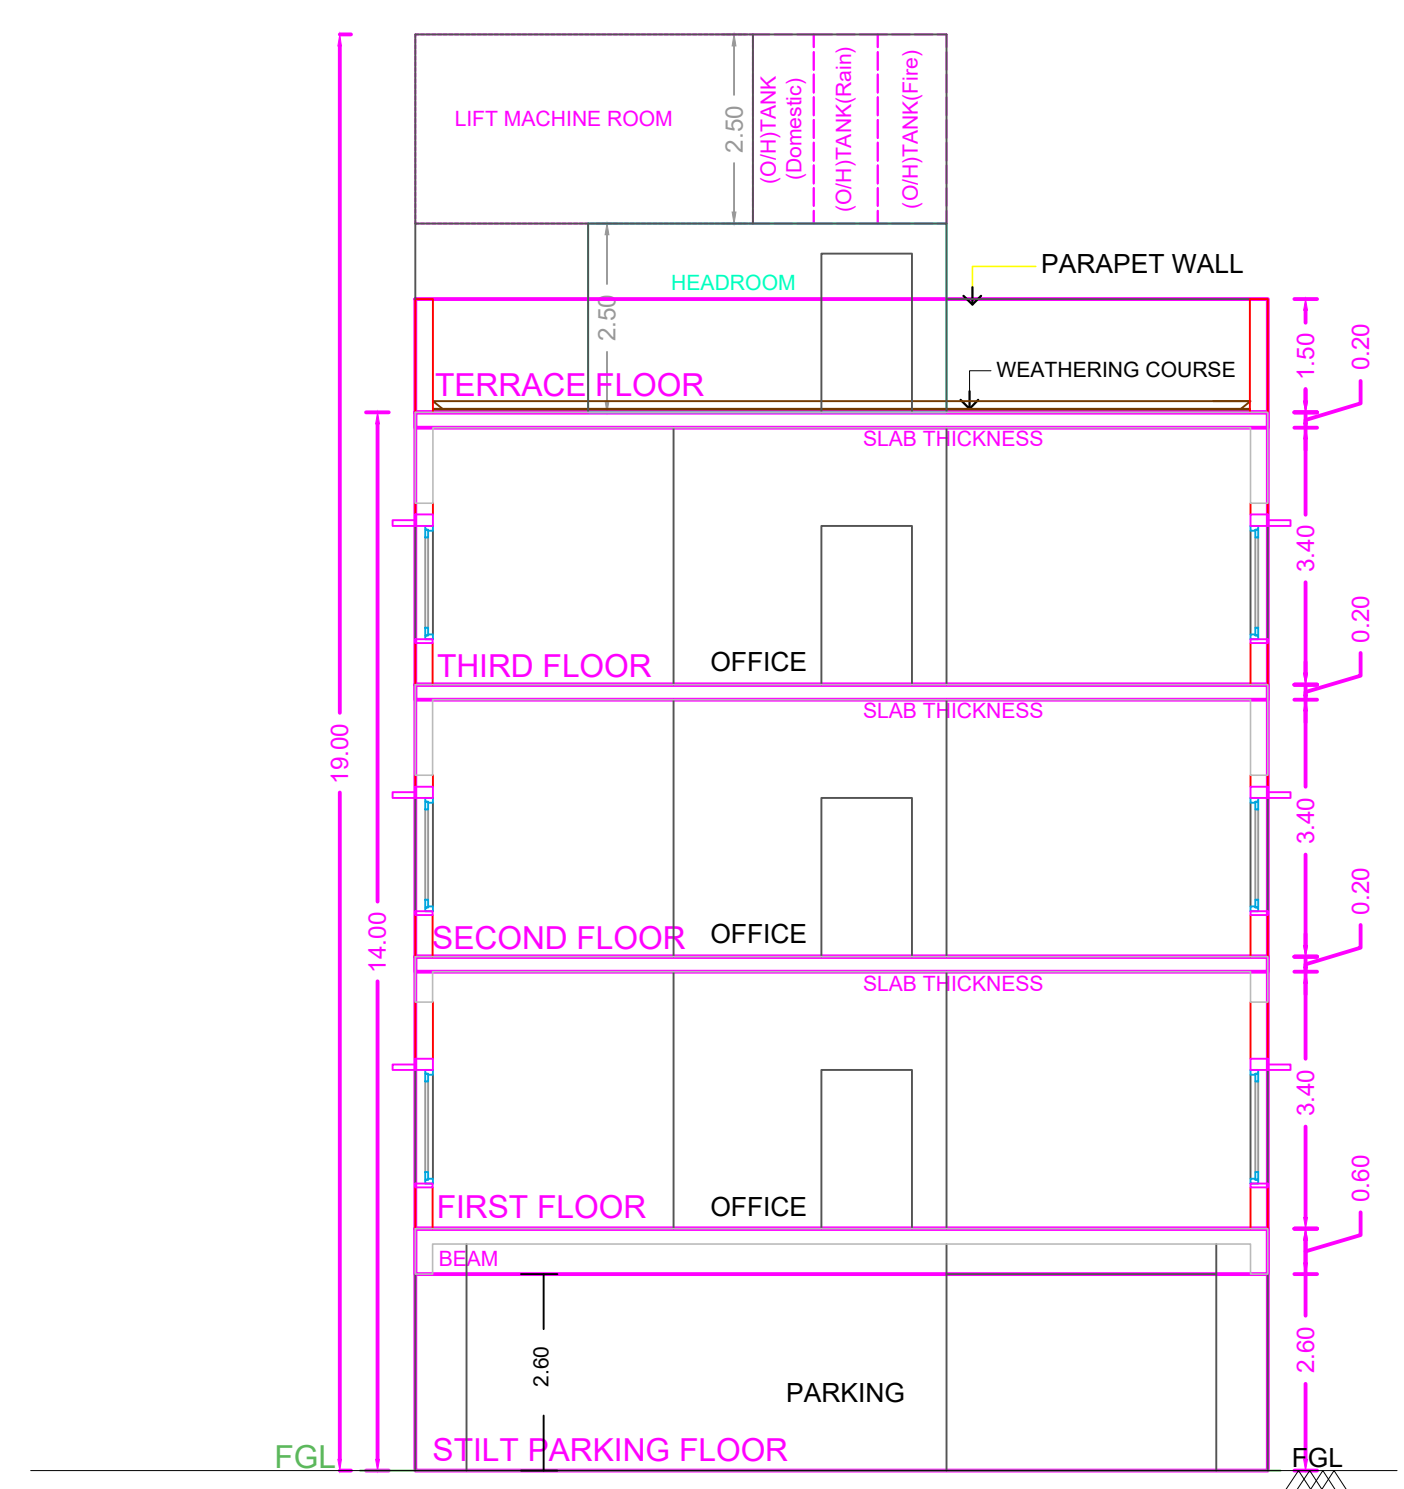 LIFT MACHINE ROOM
2.50
(O/H)TANK
(Domestic)
(O/H)TANK(Rain)
(O/H)TANK(Fire)
PARAPET WALL
HEADROOM
2.50
1.50
0.20
WEATHERING COURSE
TERRACE FLOOR
SLAB THICKNESS
3.40
THIRD FLOOR
OFFICE
0.20
SLAB THICKNESS
19.00
3.40
14.00
SECOND FLOOR
OFFICE
0.20
SLAB THICKNESS
3.40
FIRST FLOOR
OFFICE
0.60
BEAM
2.60
2.60
PARKING
STILT PARKING FLOOR
FGL
FGL